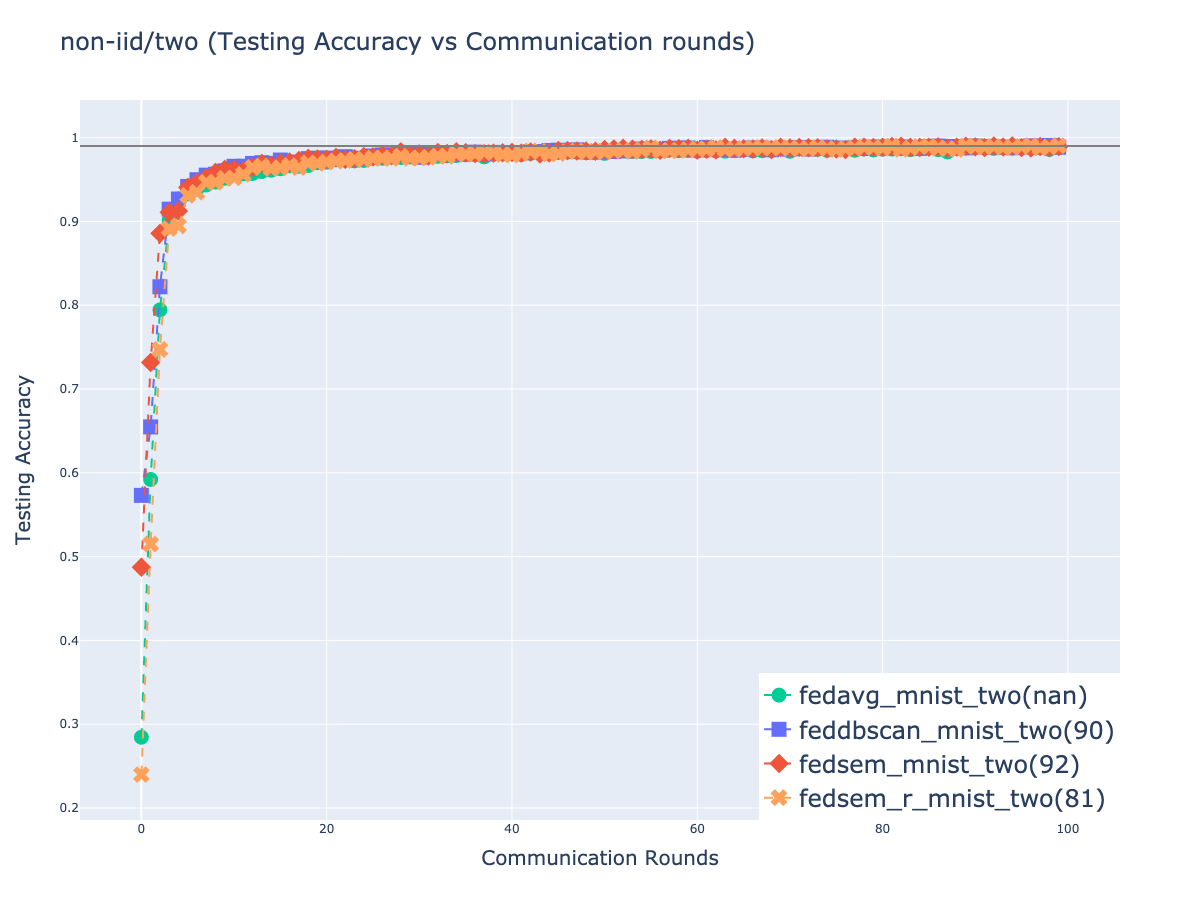 non-iid/two (Testing Accuracy vs Communication rounds)
Testing Accuracy
1
0.9
0.8
0.7
0.6
0.5
0.4
0.3
0.2
0
20
40
60
80
100
Communication Rounds
fedavg_mnist_two(nan)
feddbscan_mnist_two(90)
fedsem_mnist_two(92)
fedsem_r_mnist_two(81)